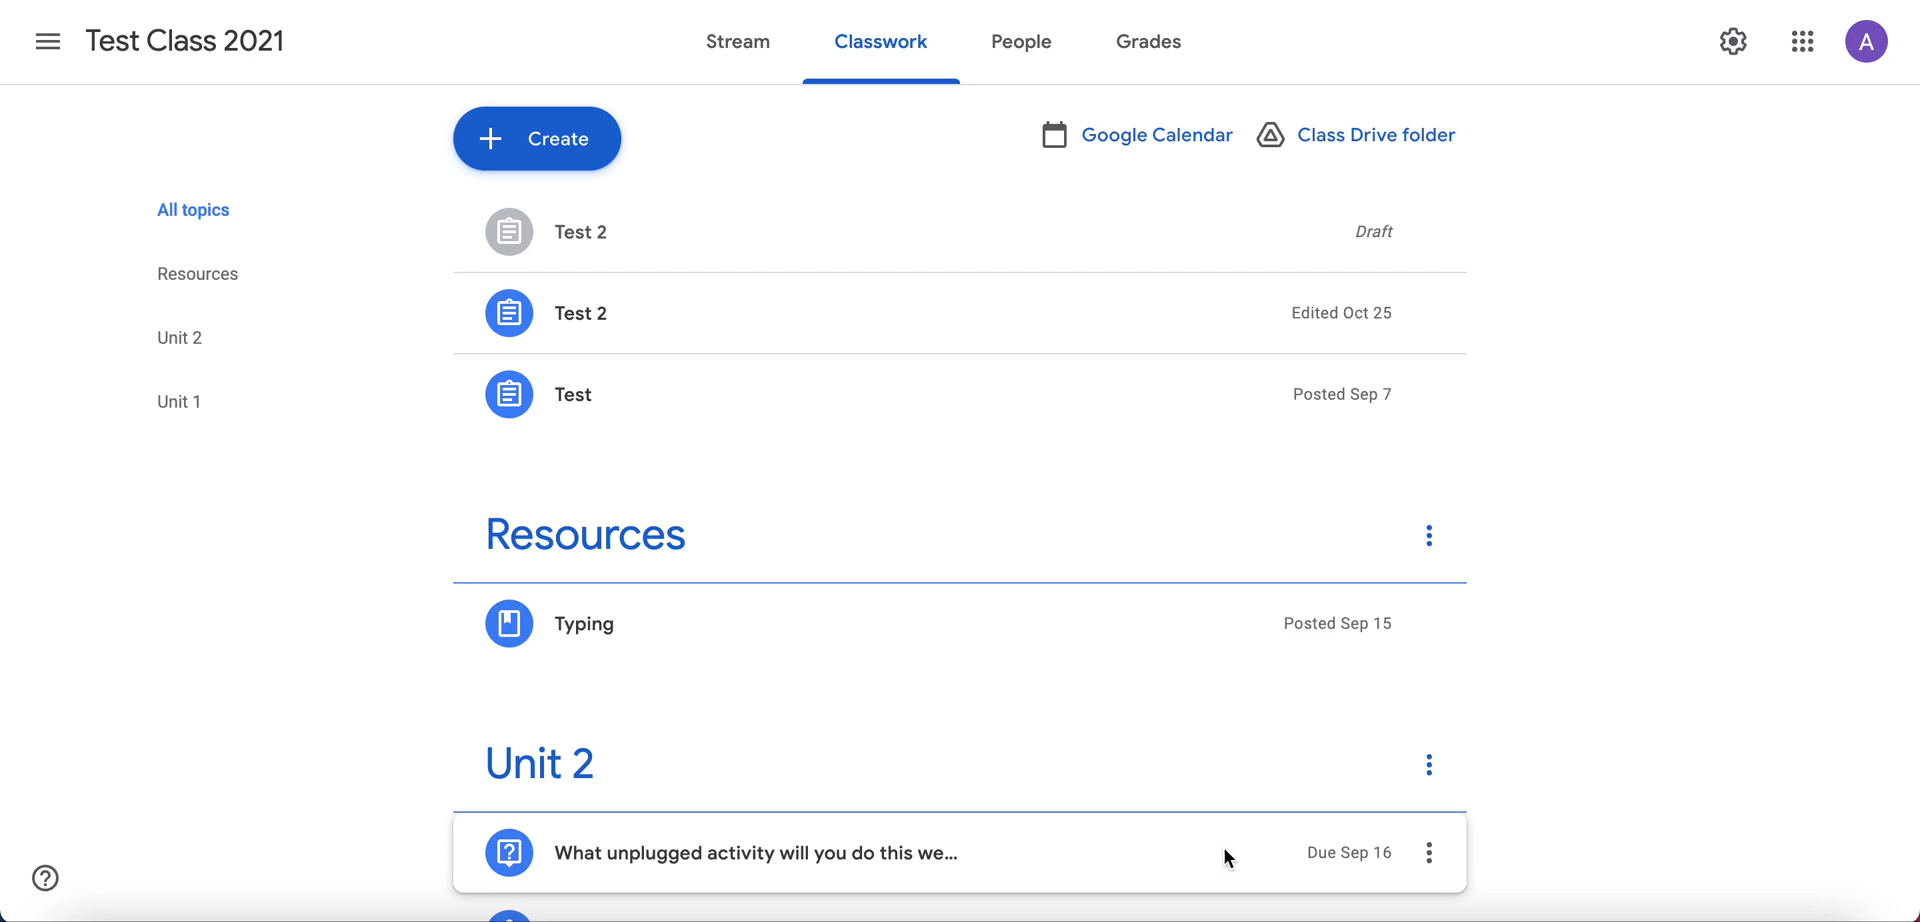 Test Class 2021
Stream Classwork People Grades
A
Create
Google Calendar Class Drive folder
All topics
Resources
Unit 2
Unit 1
Test 2 Draft
Test 2 Edited Oct 25
Test Posted Sep 7
Resources
Typing Posted Sep 15
Unit 2
What unplugged activity will you do this we... Due Sep 16